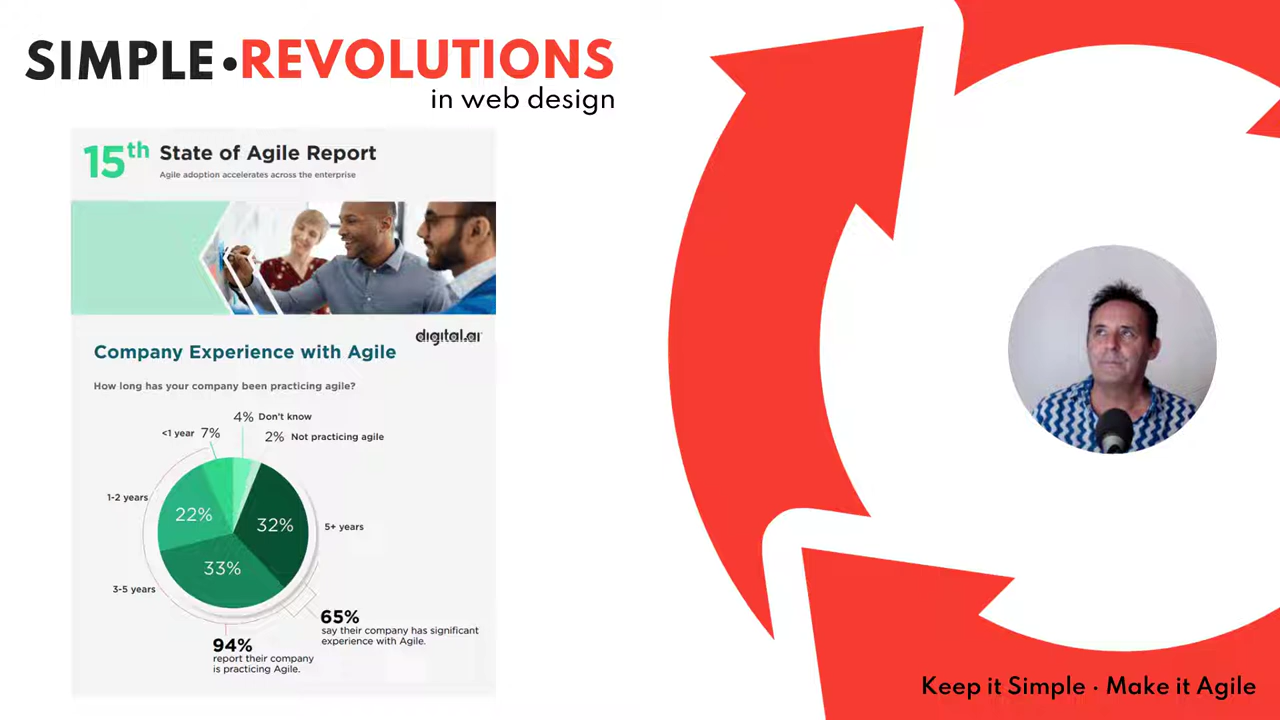 SIMPLE•REVOLUTIONS
in web design
15th State of Agile Report
Agile adoption accelerates across the enterprise
digital.ai
Company Experience with Agile
How long has your company been practicing agile?
4% Don't know
<1 year 7%
2% Not practicing agile
1-2 years
22%
32%
5+ years
33%
3-5 years
65%
say their company has significant
experience with Agile.
94%
report their company
is practicing Agile.
Keep it Simple · Make it Agile